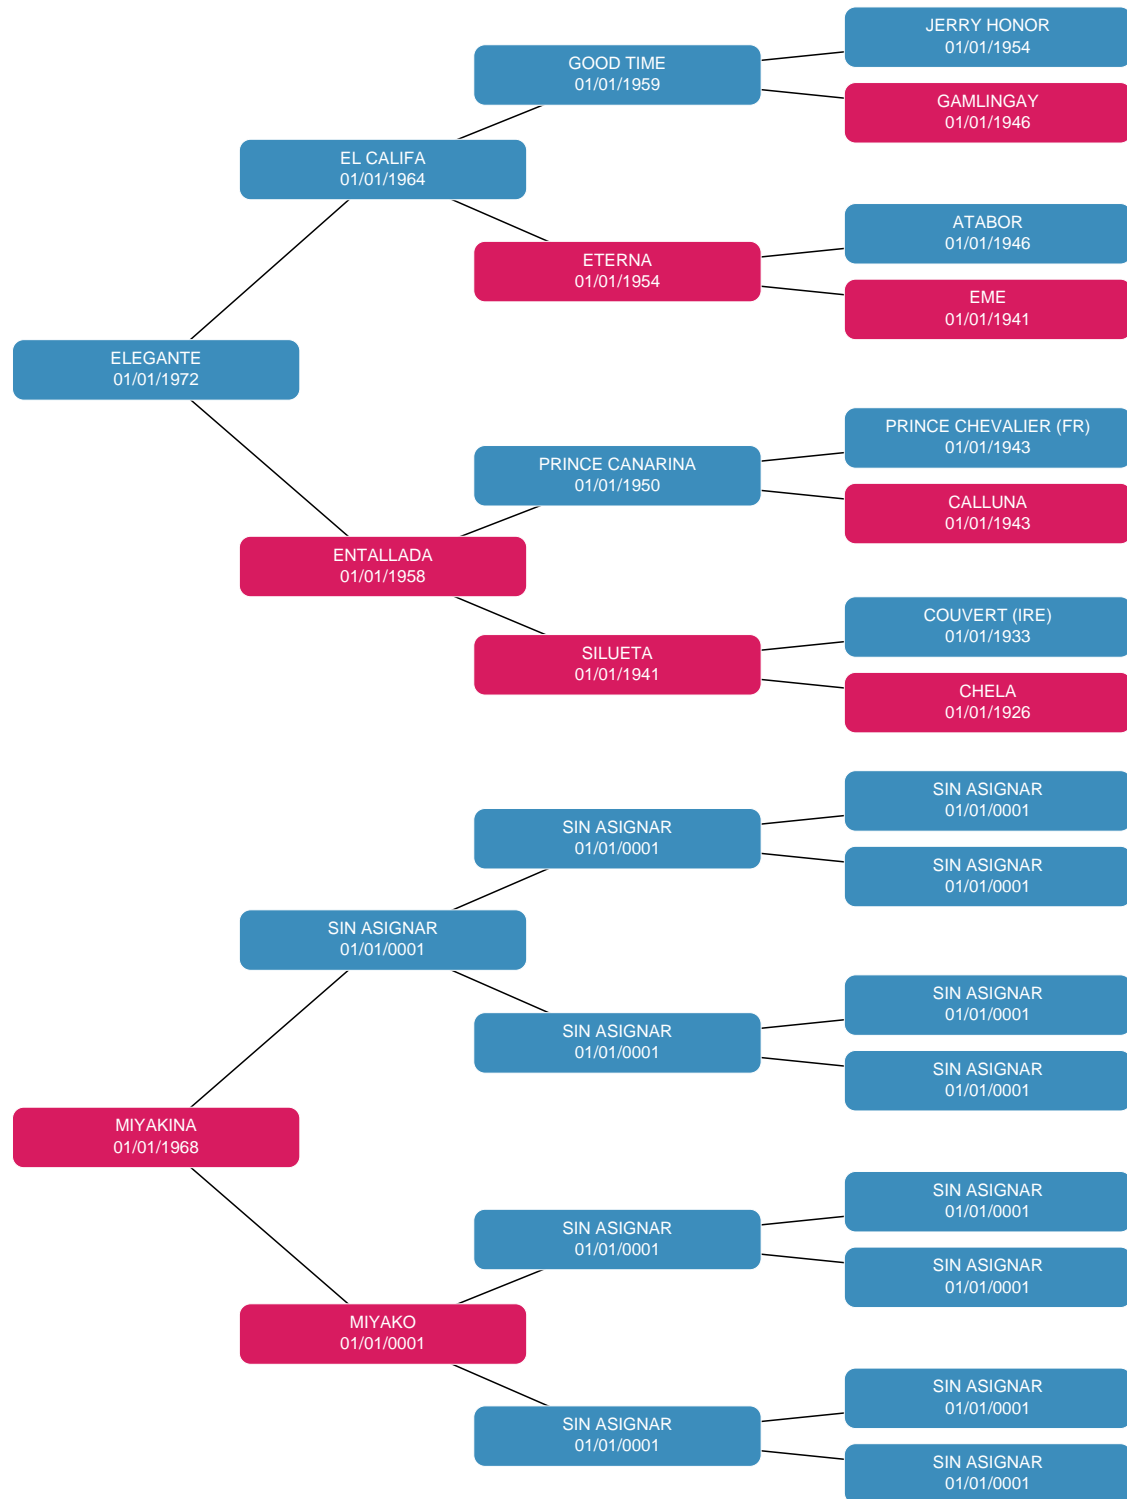 JERRY HONOR
01/01/1954
GOOD TIME
01/01/1959
GAMLINGAY
01/01/1946
EL CALIFA
01/01/1964
ATABOR
01/01/1946
ETERNA
01/01/1954
EME
01/01/1941
ELEGANTE
01/01/1972
PRINCE CHEVALIER (FR)
01/01/1943
PRINCE CANARINA
01/01/1950
CALLUNA
01/01/1943
ENTALLADA
01/01/1958
COUVERT (IRE)
01/01/1933
SILUETA
01/01/1941
CHELA
01/01/1926
SIN ASIGNAR
01/01/0001
SIN ASIGNAR
01/01/0001
SIN ASIGNAR
01/01/0001
SIN ASIGNAR
01/01/0001
SIN ASIGNAR
01/01/0001
SIN ASIGNAR
01/01/0001
SIN ASIGNAR
01/01/0001
MIYAKINA
01/01/1968
SIN ASIGNAR
01/01/0001
SIN ASIGNAR
01/01/0001
SIN ASIGNAR
01/01/0001
MIYAKO
01/01/0001
SIN ASIGNAR
01/01/0001
SIN ASIGNAR
01/01/0001
SIN ASIGNAR
01/01/0001